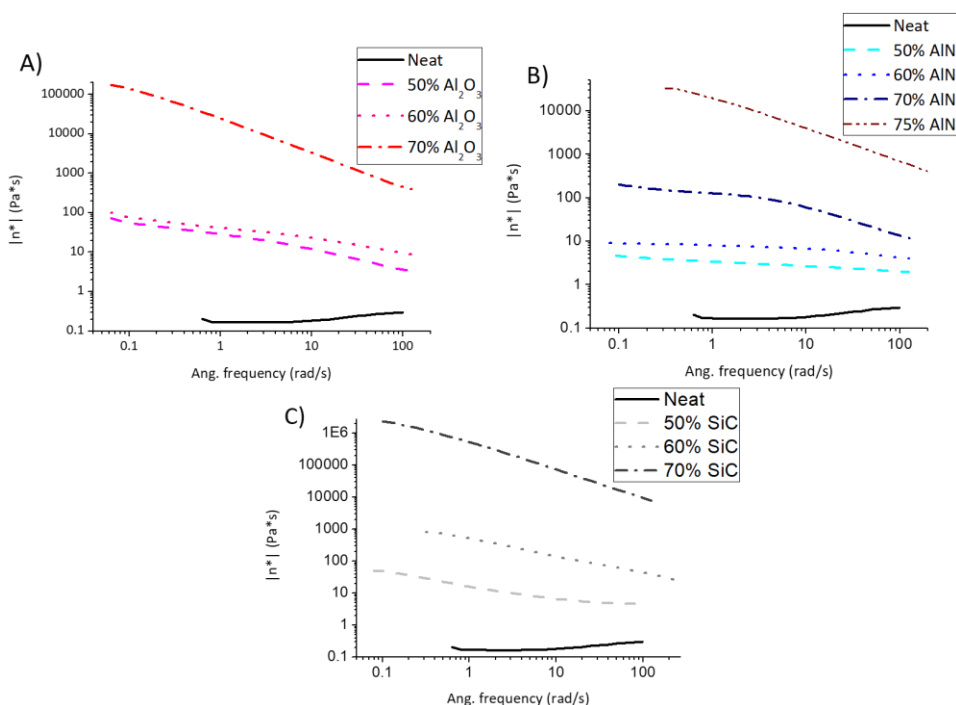 A)
Neat
50% Al₂O₃
60% Al₂O₃
70% Al₂O₃
100000
10000
1000
100
10
1
0.1
|n*| (Pa*s)
0.1 1 10 100
Ang. frequency (rad/s)
B)
Neat
50% AlN
60% AlN
70% AlN
75% AlN
10000
1000
100
10
1
0.1
|n*| (Pa*s)
0.1 1 10 100
Ang. frequency (rad/s)
C)
Neat
50% SiC
60% SiC
70% SiC
1E6
100000
10000
1000
100
10
1
0.1
|n*| (Pa*s)
0.1 1 10 100
Ang. frequency (rad/s)